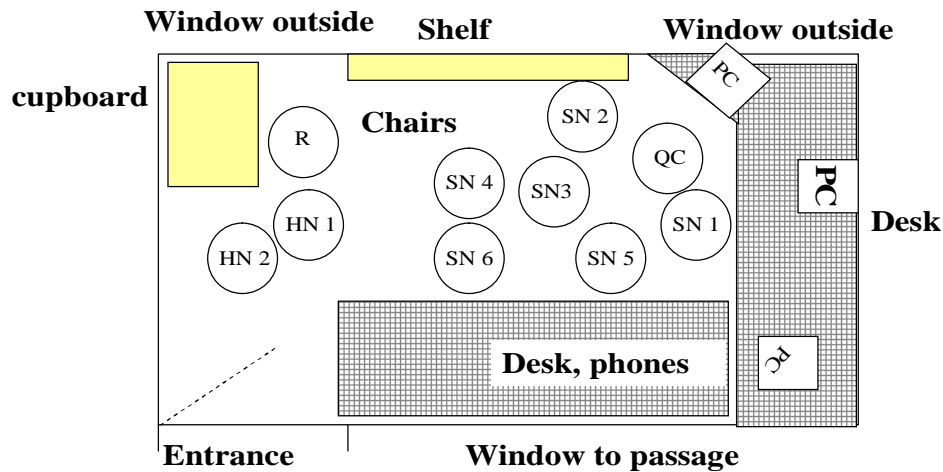 Window outside
Shelf
Window outside
cupboard
PC
R
Chairs
SN 2
QC
SN 4
SN3
PC
HN 1
SN 1
Desk
HN 2
SN 6
SN 5
Desk, phones
PC
Entrance
Window to passage